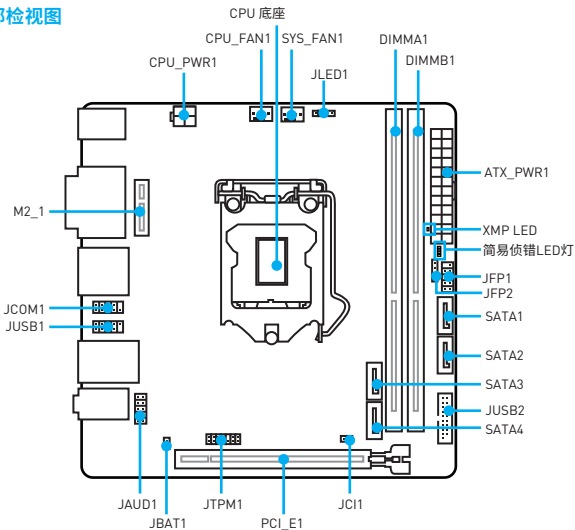 部检视图
CPU 底座
CPU_FAN1
SYS_FAN1
DIMMA1
CPU_PWR1
JLED1
DIMMB1
ATX_PWR1
M2_1
XMP LED
简易侦错LED灯
JFP1
JFP2
JCOM1
JUSB1
SATA1
SATA2
SATA3
JUSB2
SATA4
JAUD1
JBAT1
JTPM1
PCI_E1
JCI1